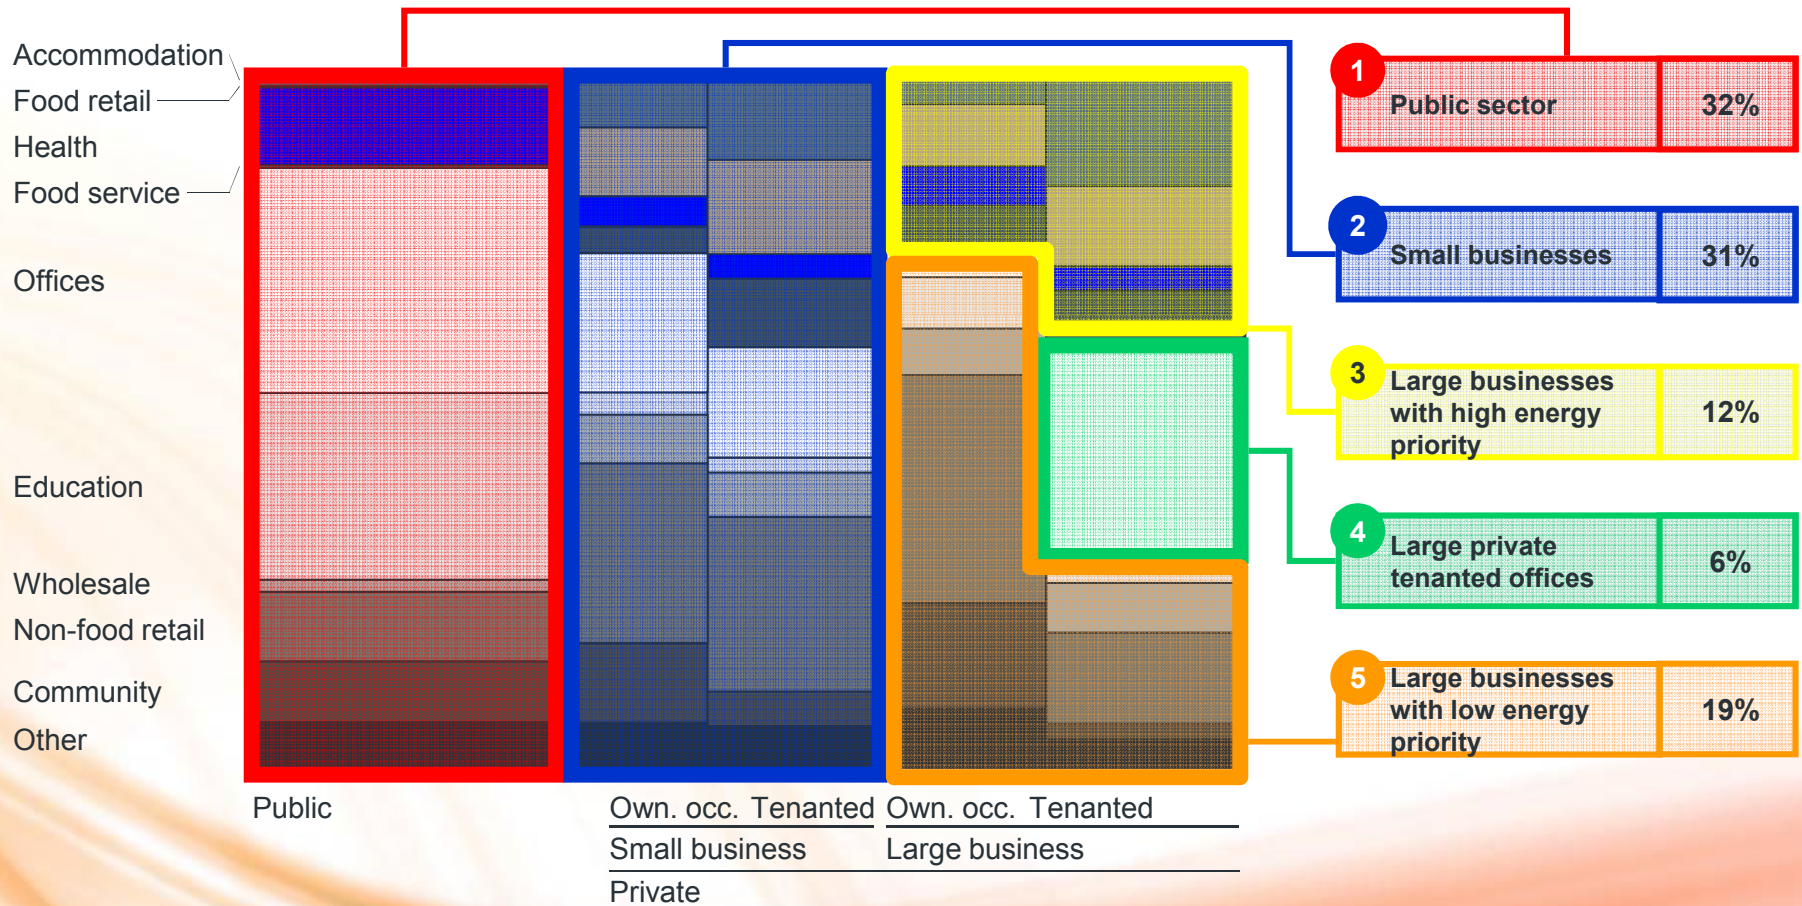 Accommodation
Food retail
Health
Food service
Offices
Education
Wholesale
Non-food retail
Community
Other
Public
Own. occ. Tenanted Own. occ. Tenanted
Small business Large business
Private
1
Public sector 32%
2
Small businesses 31%
3
Large businesses
with high energy 12%
priority
4
Large private
tenanted offices 6%
5
Large businesses
with low energy 19%
priority